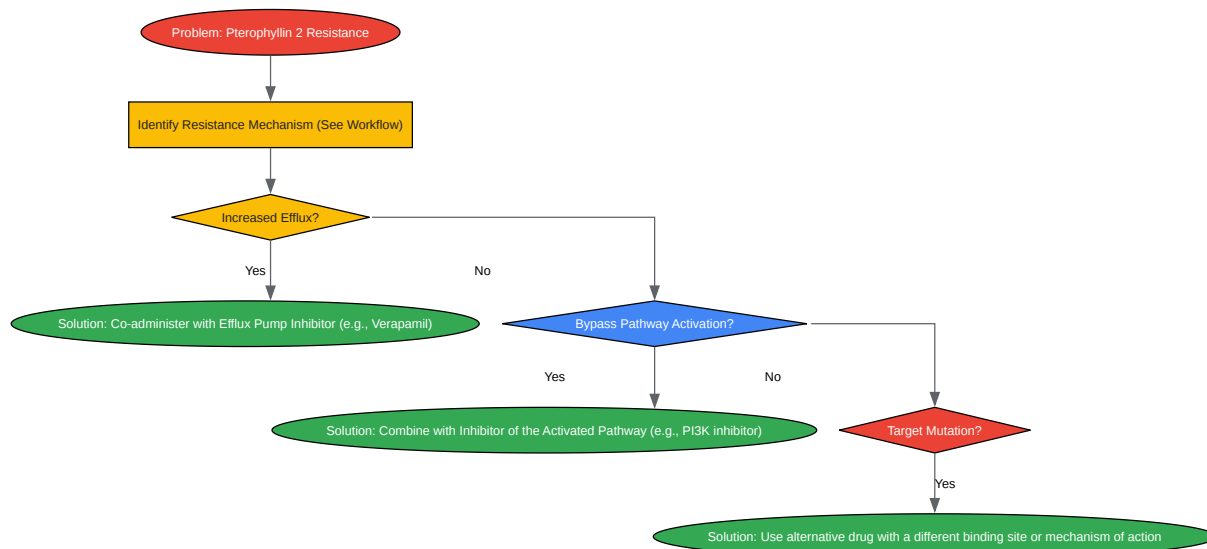 Problem: Pterophyllin 2 Resistance
Identify Resistance Mechanism (See Workflow)
Increased Efflux?
Yes
No
Solution: Co-administer with Efflux Pump Inhibitor (e.g., Verapamil)
Bypass Pathway Activation?
Yes
No
Solution: Combine with Inhibitor of the Activated Pathway (e.g., PI3K inhibitor)
Target Mutation?
Yes
Solution: Use alternative drug with a different binding site or mechanism of action